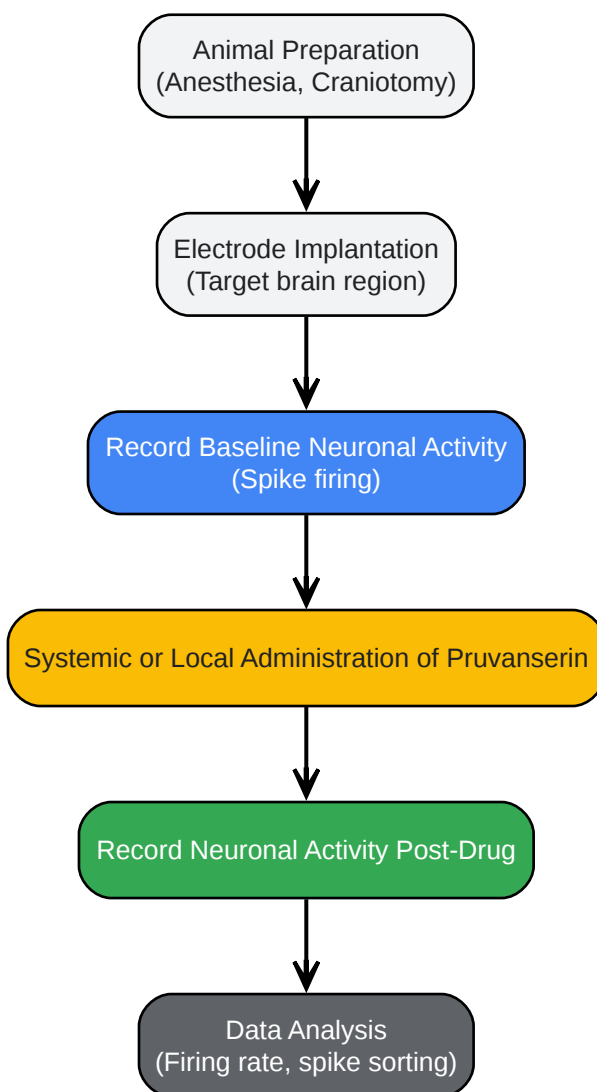 Animal Preparation
(Anesthesia, Craniotomy)
Electrode Implantation
(Target brain region)
Record Baseline Neuronal Activity
(Spike firing)
Systemic or Local Administration of Pruvanserin
Record Neuronal Activity Post-Drug
Data Analysis
(Firing rate, spike sorting)